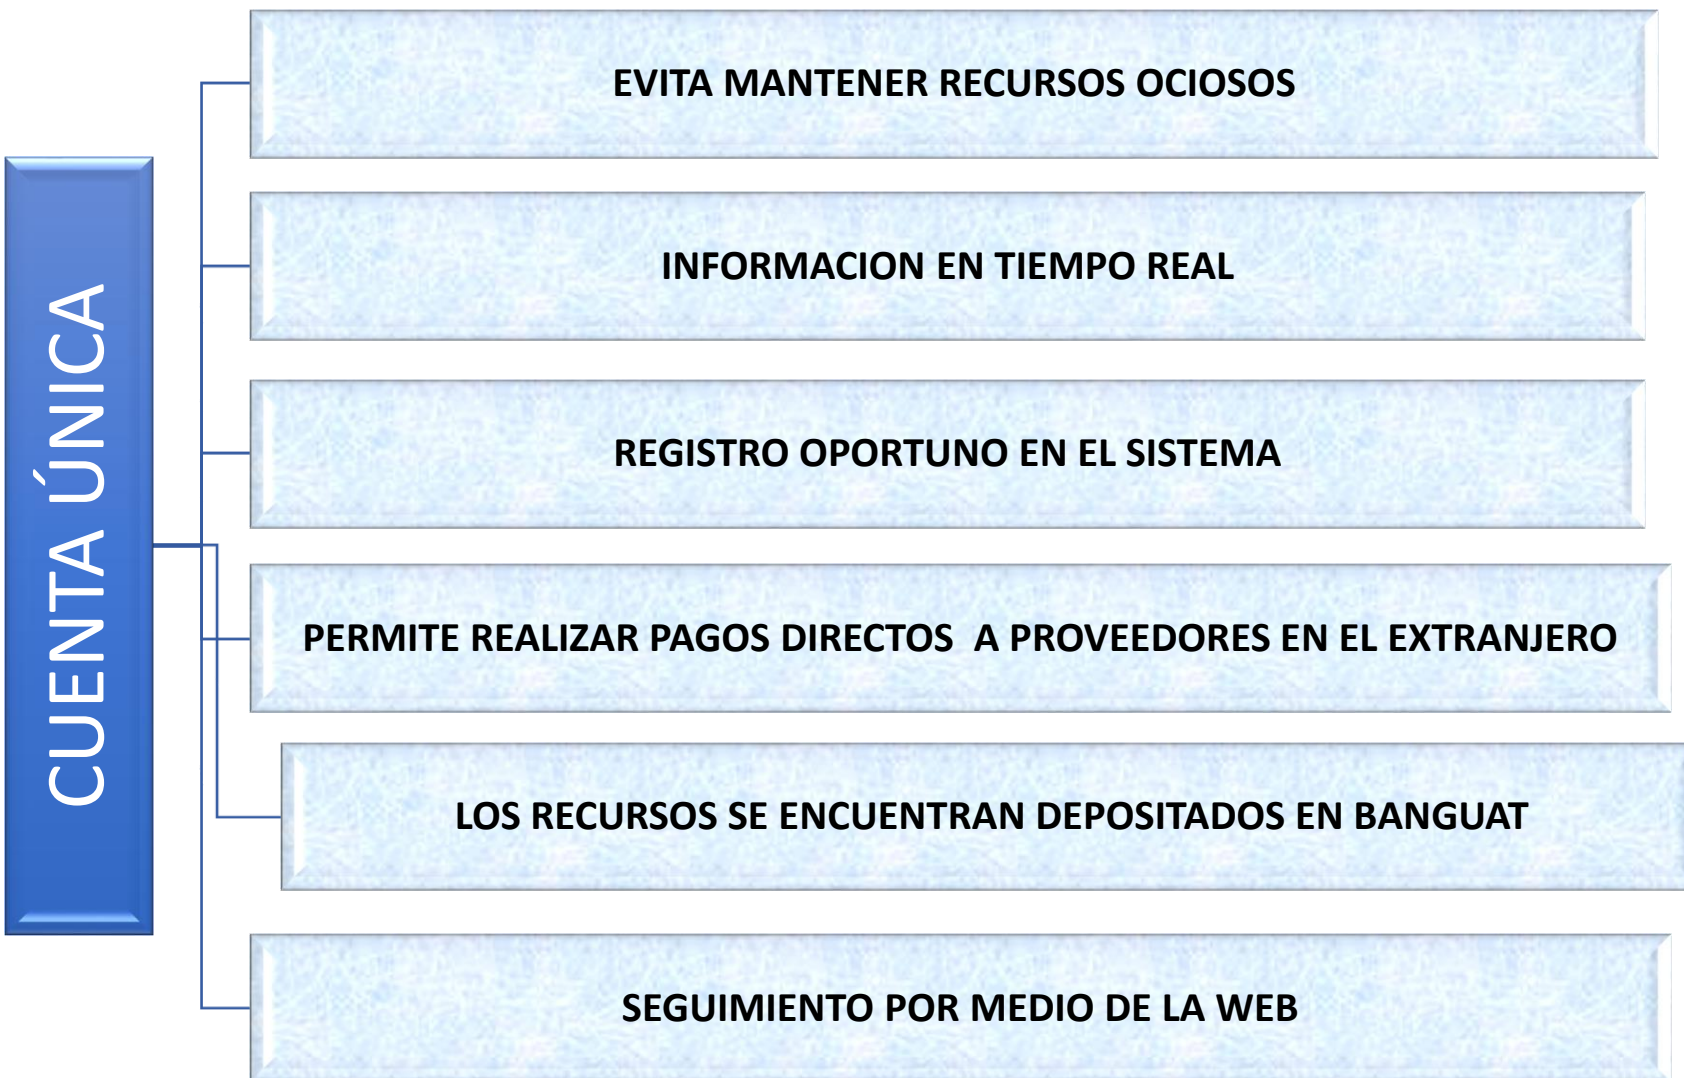 CUENTA ÚNICA
EVITA MANTENER RECURSOS OCIOSOS
INFORMACION EN TIEMPO REAL
REGISTRO OPORTUNO EN EL SISTEMA
PERMITE REALIZAR PAGOS DIRECTOS  A PROVEEDORES EN EL EXTRANJERO
LOS RECURSOS SE ENCUENTRAN DEPOSITADOS EN BANGUAT
SEGUIMIENTO POR MEDIO DE LA WEB